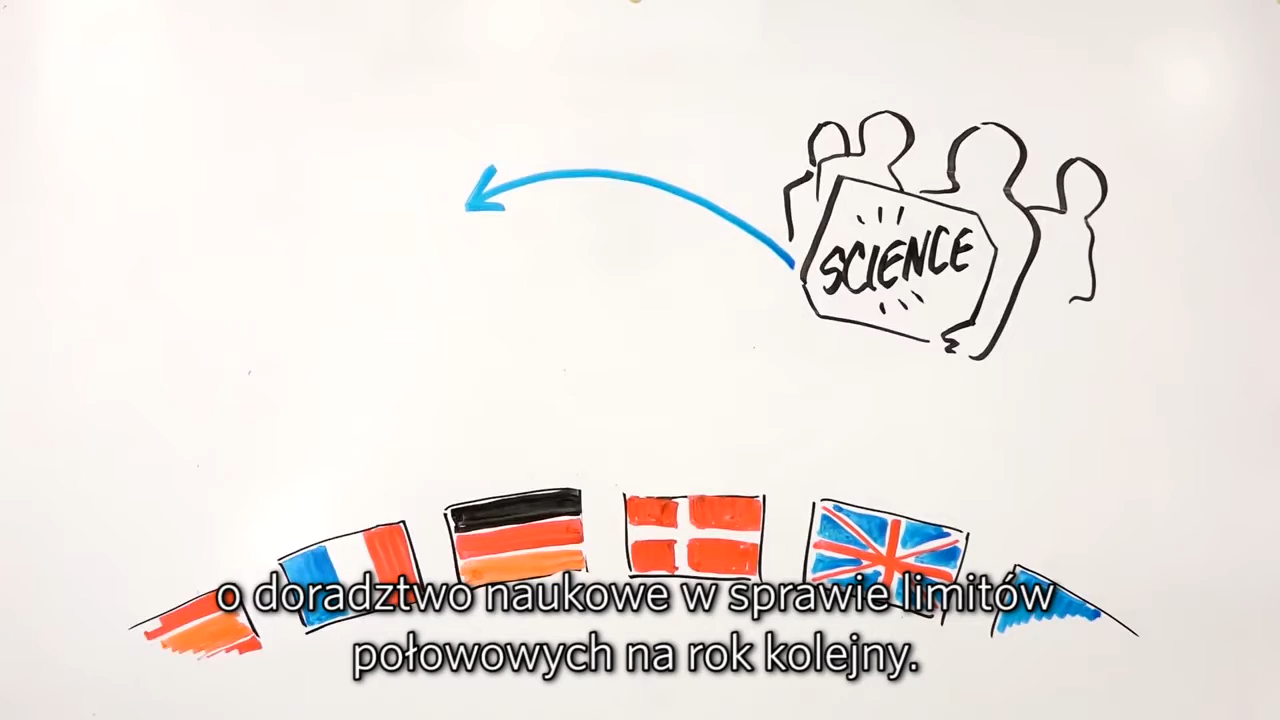 SCIENCE
o doradztwo naukowe w sprawie limitów
połowowych na rok kolejny.